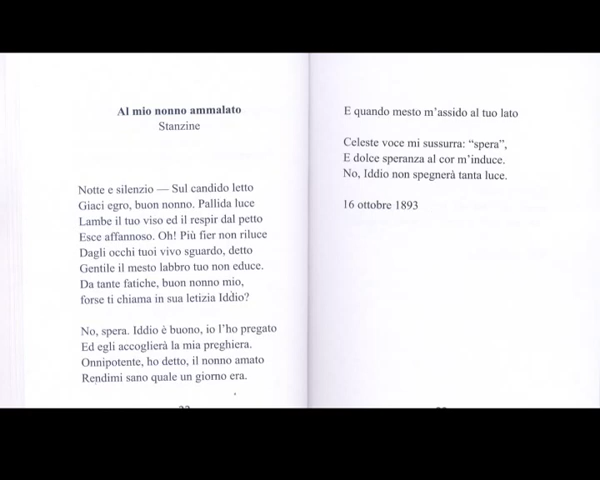 Al mio nonno ammalato
Stanzine
Notte e silenzio — Sul candido letto
Giaci egro, buon nonno. Pallida luce
Lambe il tuo viso ed il respir dal petto
Esce affannoso. Oh! Più fier non riluce
Dagli occhi tuoi vivo sguardo, detto
Gentile il mesto labbro tuo non educe.
Da tante fatiche, buon nonno mio,
forse ti chiama in sua letizia Iddio?
No, spera. Iddio è buono, io l'ho pregato
Ed egli accoglierà la mia preghiera.
Onnipotente, ho detto, il nonno amato
Rendimi sano quale un giorno era.
E quando mesto m'assido al tuo lato
Celeste voce mi sussurra: “spera”,
E dolce speranza al cor m'induce.
No, Iddio non spegnerà tanta luce.
16 ottobre 1893